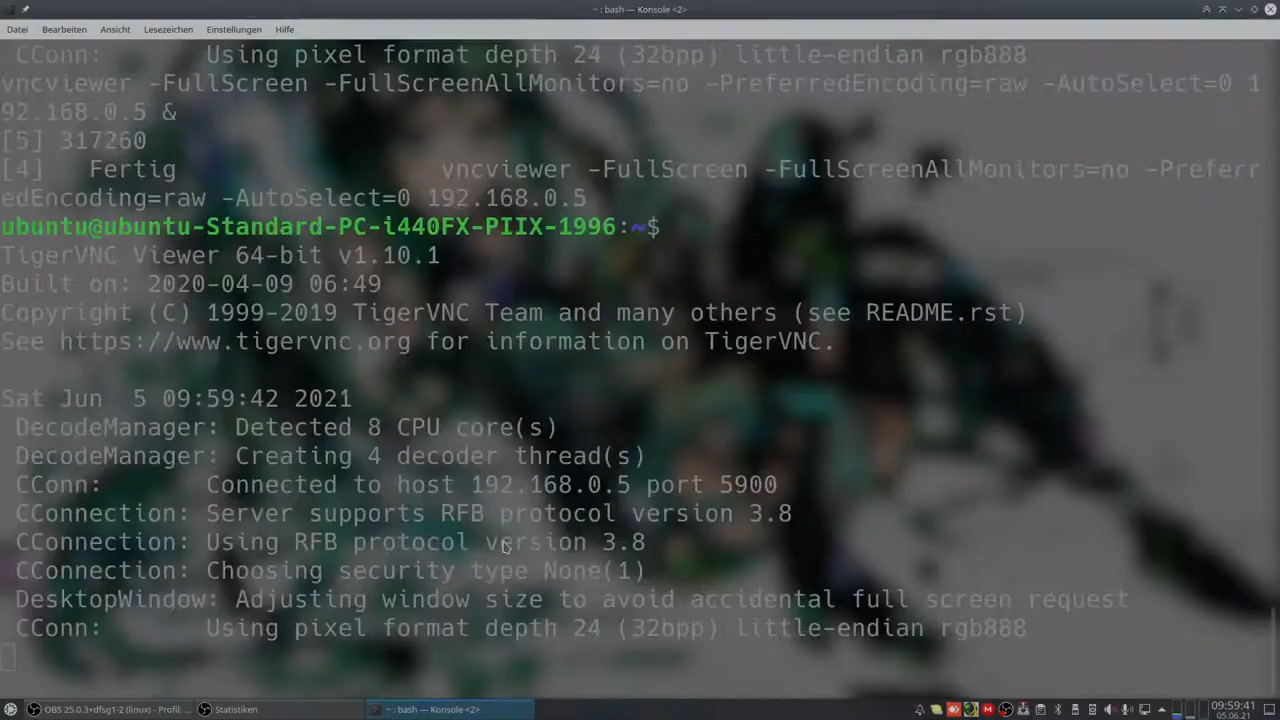 ~ : bash — Konsole <2>
Datei Bearbeiten Ansicht Lesezeichen Einstellungen Hilfe
CConn: Using pixel format depth 24 (32bpp) little-endian rgb888
vncviewer -FullScreen -FullScreenAllMonitors=no -PreferredEncoding=raw -AutoSelect=0 1
92.168.0.5 &
[5] 317260
[4] Fertig vncviewer -FullScreen -FullScreenAllMonitors=no -Preferr
edEncoding=raw -AutoSelect=0 192.168.0.5
ubuntu@ubuntu-Standard-PC-i440FX-PIIX-1996:~$
TigerVNC Viewer 64-bit v1.10.1
Built on: 2020-04-09 06:49
Copyright (C) 1999-2019 TigerVNC Team and many others (see README.rst)
See https://www.tigervnc.org for information on TigerVNC.
Sat Jun 5 09:59:42 2021
DecodeManager: Detected 8 CPU core(s)
DecodeManager: Creating 4 decoder thread(s)
CConn: Connected to host 192.168.0.5 port 5900
CConnection: Server supports RFB protocol version 3.8
CConnection: Using RFB protocol version 3.8
CConnection: Choosing security type None(1)
DesktopWindow: Adjusting window size to avoid accidental full screen request
CConn: Using pixel format depth 24 (32bpp) little-endian rgb888
OBS 25.0.3+dfsg1-2 (linux) - Profil: ... Statistiken ~ : bash — Konsole <2> 09:59:41
05.06.21